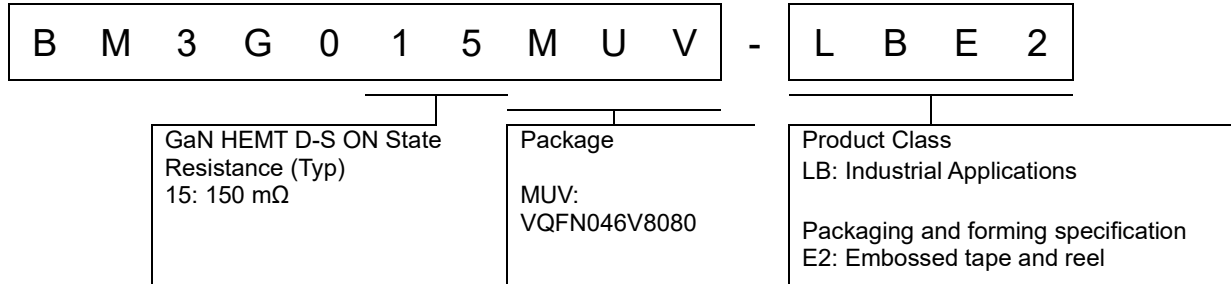 B M 3 G 0 1 5 M U V - L B E 2
GaN HEMT D-S ON State
Resistance (Typ)
15: 150 mΩ
Package
MUV:
VQFN046V8080
Product Class
LB: Industrial Applications
Packaging and forming specification
E2: Embossed tape and reel